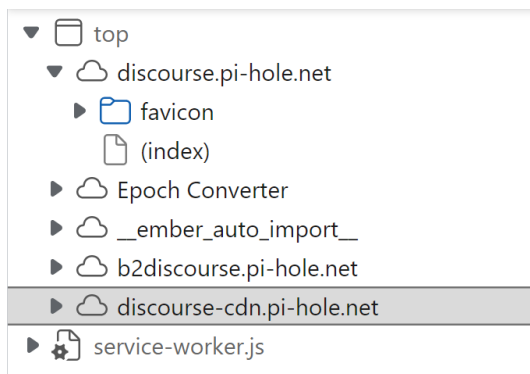 top
discourse.pi-hole.net
favicon
(index)
Epoch Converter
__ember_auto_import__
b2discourse.pi-hole.net
discourse-cdn.pi-hole.net
service-worker.js